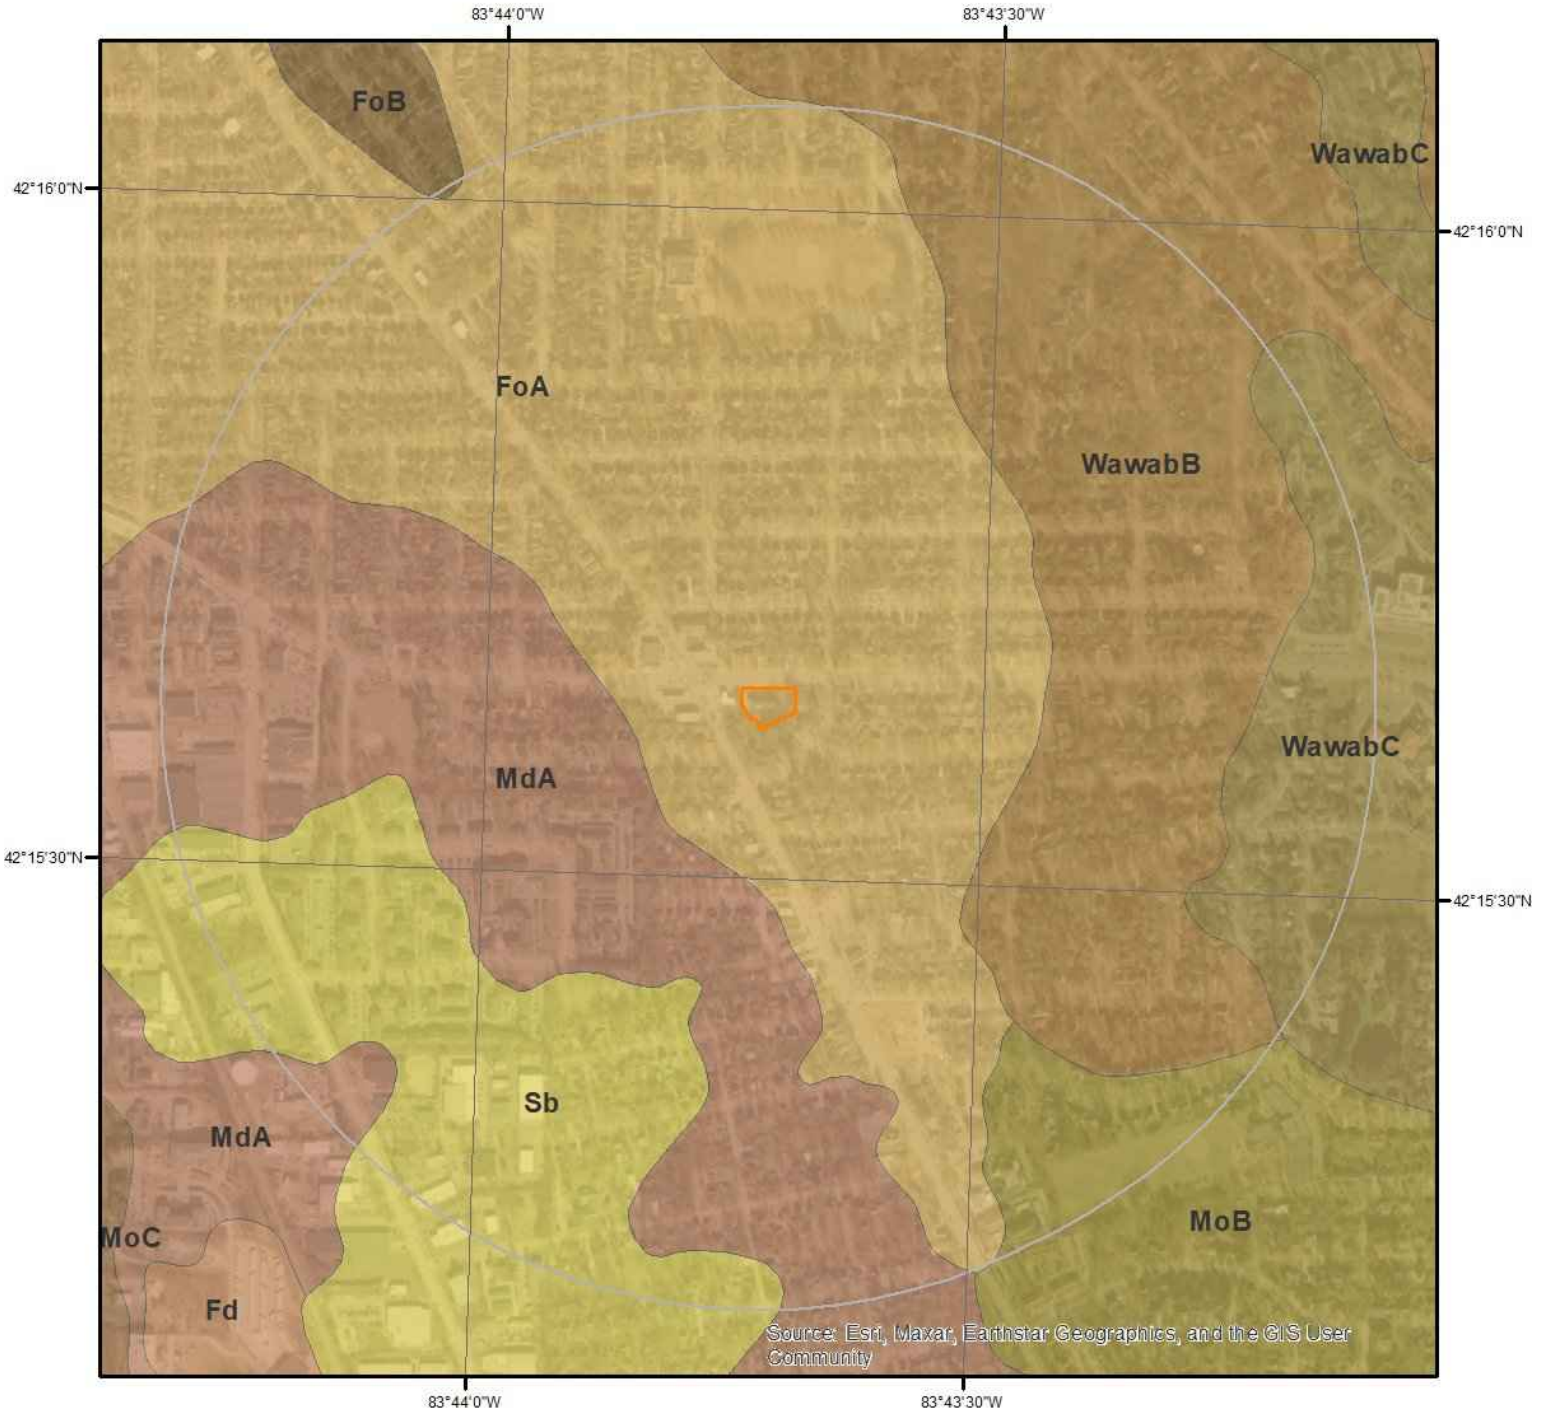 83°44'0"W
83°43'30"W
FoB
WawabC
42°16'0"N
42°16'0"N
FoA
WawabB
WawabC
MdA
42°15'30"N
42°15'30"N
Sb
MdA
MoB
MoC
Fd
Source: Esri, Maxar, Earthstar Geographics, and the GIS User
Community
83°44'0"W
83°43'30"W